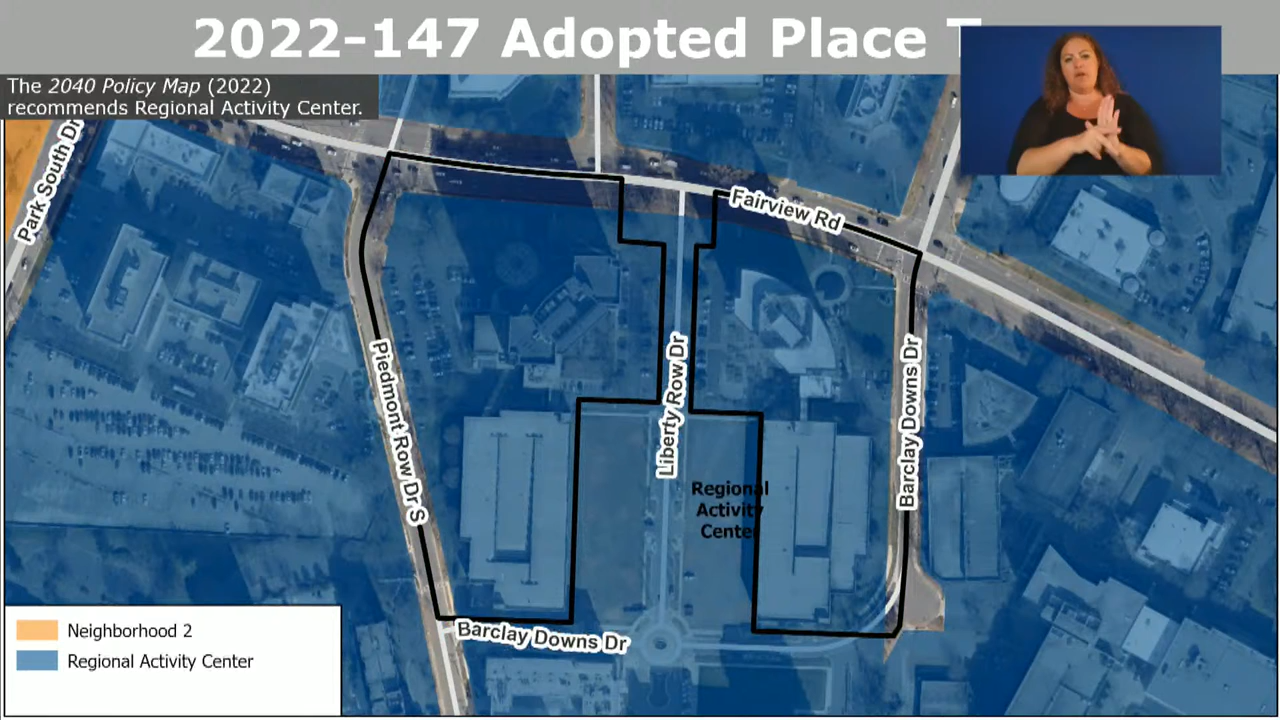 2022-147 Adopted Place
The 2040 Policy Map (2022)
recommends Regional Activity Center.
Park South Dr
Fairview Rd
Piedmont Row Dr S
Liberty Row Dr
Barclay Downs Dr
Regional
Activity
Center
Barclay Downs Dr
Neighborhood 2
Regional Activity Center